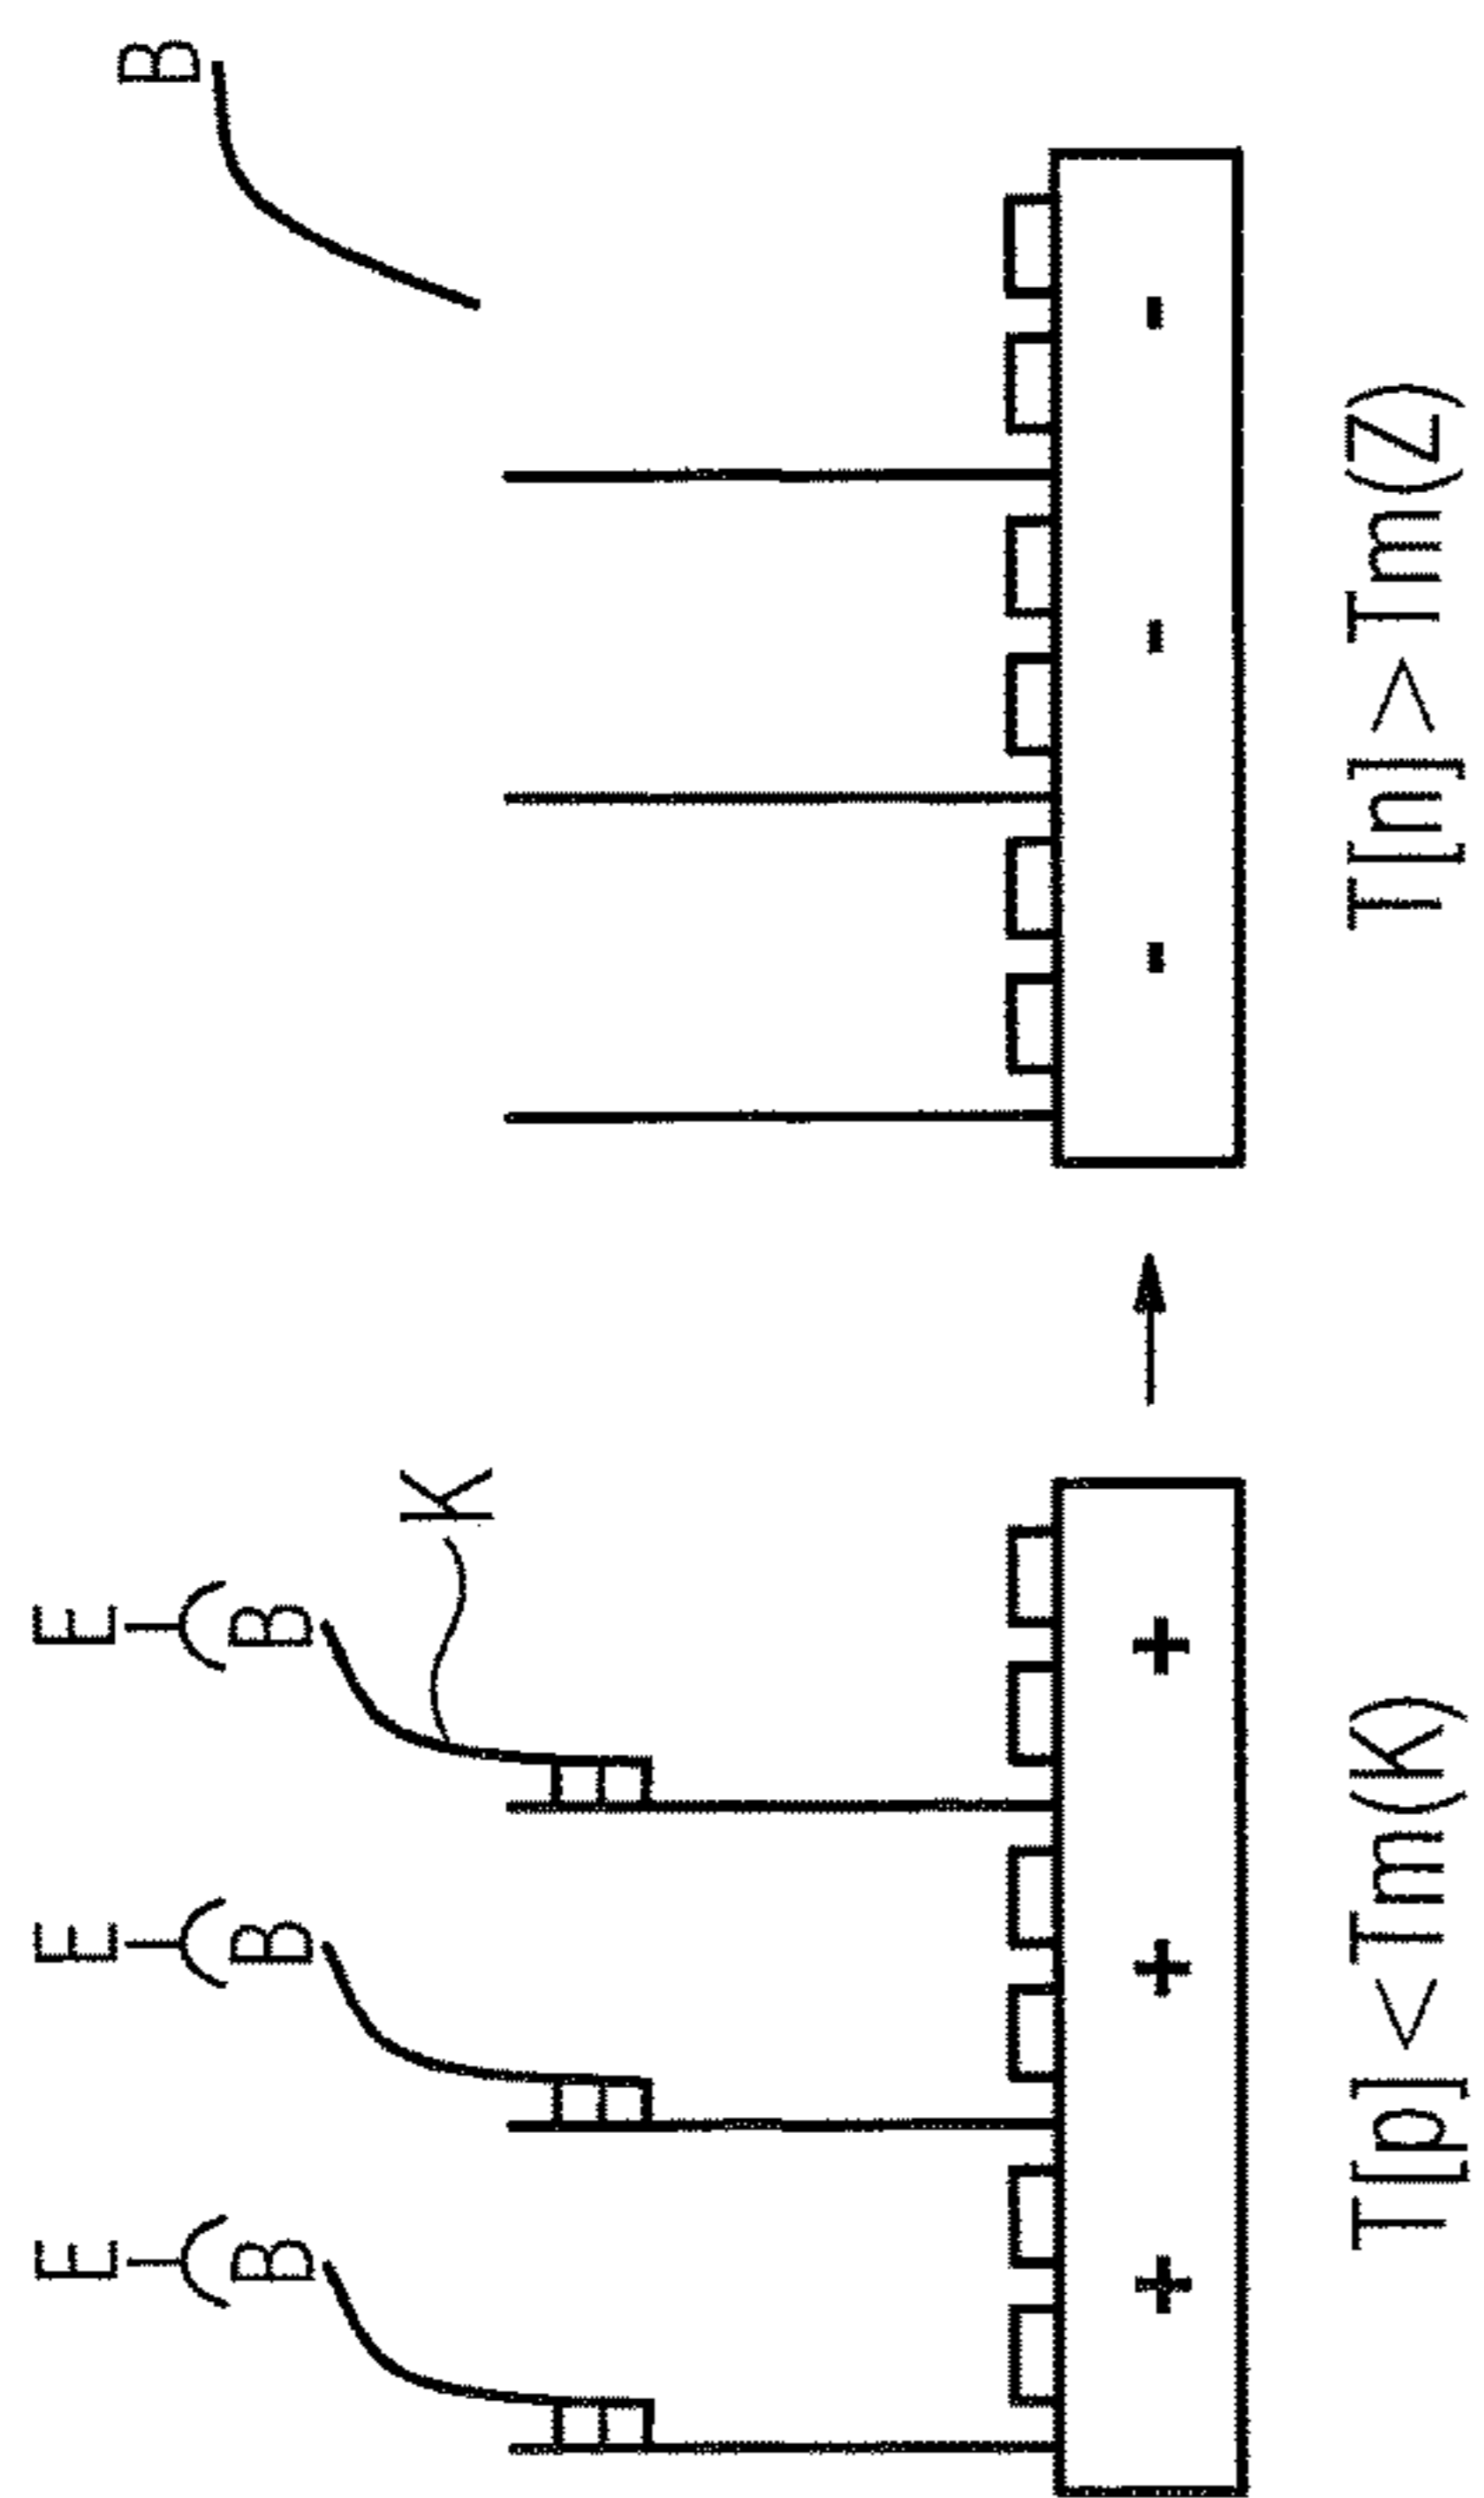 E E E
B
B B B
K
+ + +
- - -
T[p]<Tm(K)
T[n]>Tm(Z)